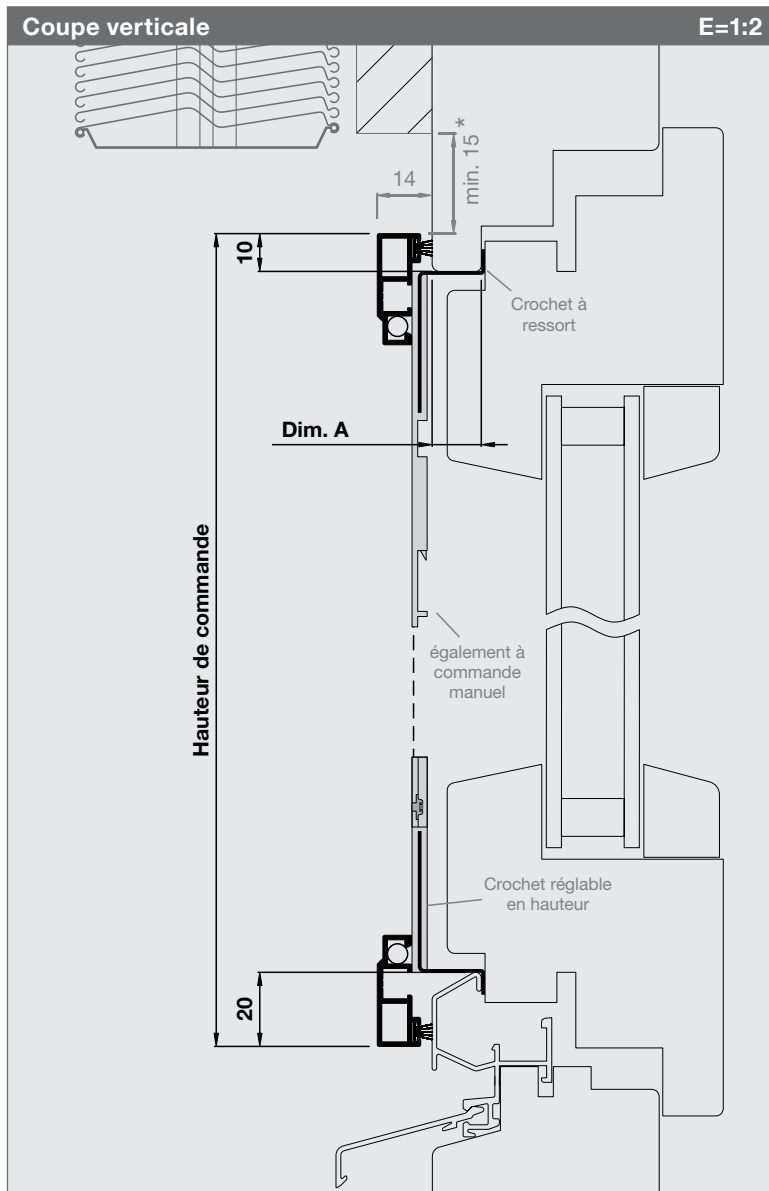 Coupe verticale E=1:2
min. 15*
14
10
Crochet à
ressort
Dim. A
Hauteur de commande
également à
commande
manuel
Crochet réglable
en hauteur
20